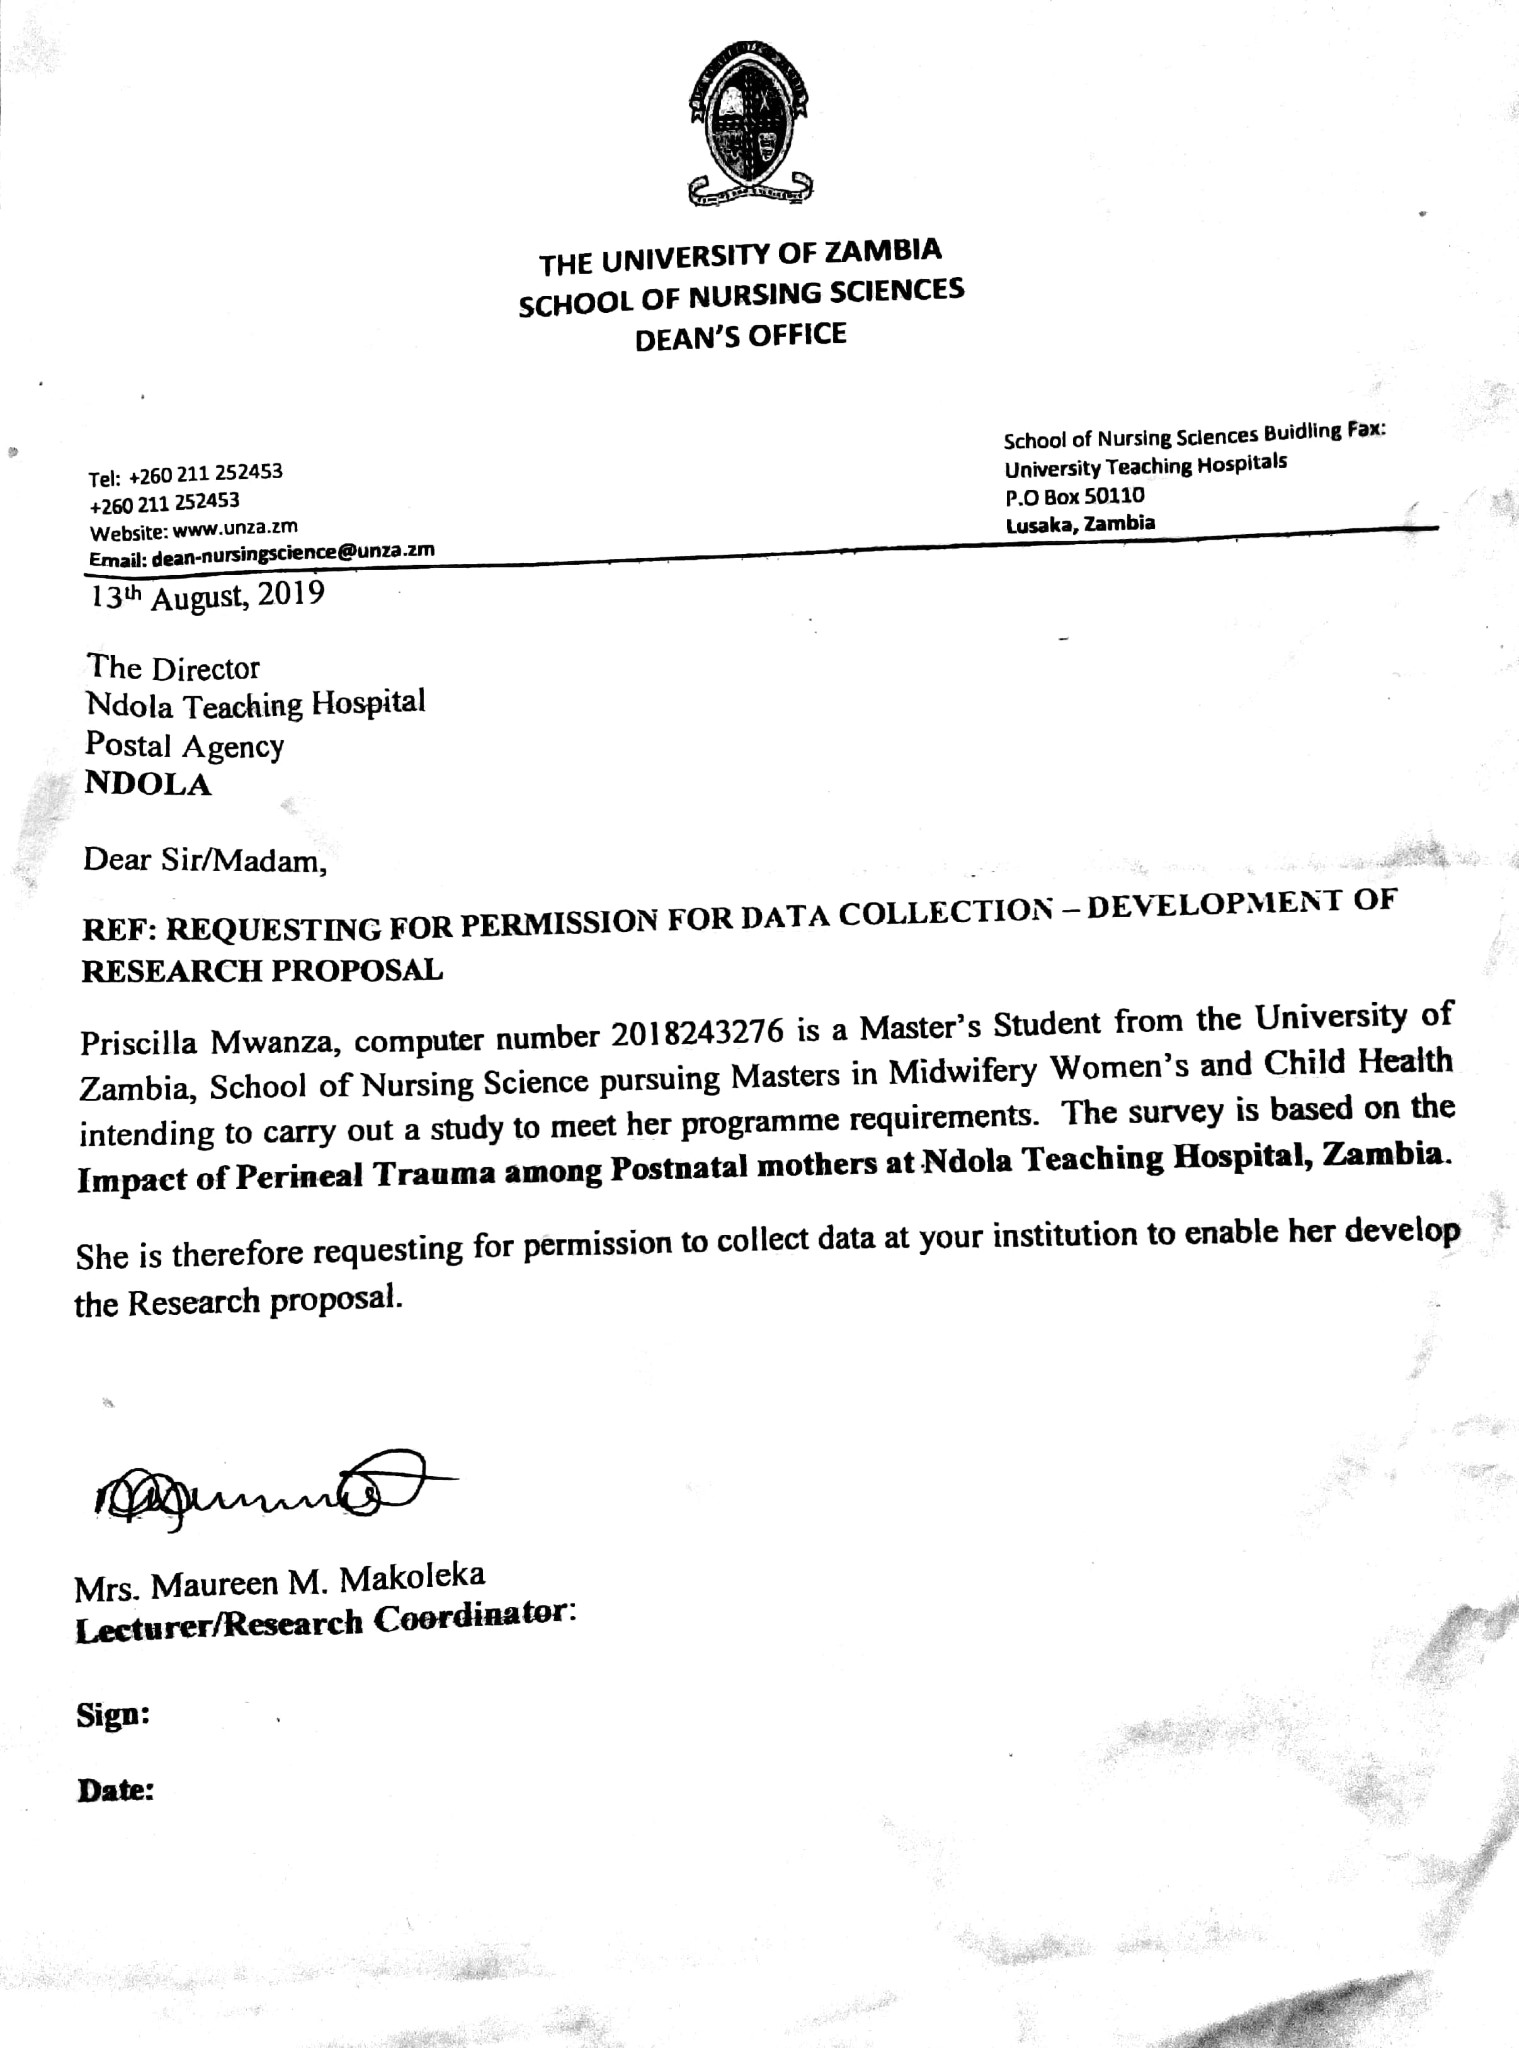 THE UNIVERSITY OF ZAMBIA
SCHOOL OF NURSING SCIENCES
DEAN'S OFFICE
Tel: +260 211 252453
+260 211 252453
Website: www.unza.zm
Email: dean-nursingscience@unza.zm
School of Nursing Sciences Buidling Fax:
University Teaching Hospitals
P.O Box 50110
Lusaka, Zambia
13th August, 2019
The Director
Ndola Teaching Hospital
Postal Agency
NDOLA
Dear Sir/Madam,
REF: REQUESTING FOR PERMISSION FOR DATA COLLECTION – DEVELOPMENT OF
RESEARCH PROPOSAL
Priscilla Mwanza, computer number 2018243276 is a Master's Student from the University of
Zambia, School of Nursing Science pursuing Masters in Midwifery Women's and Child Health
intending to carry out a study to meet her programme requirements. The survey is based on the
Impact of Perineal Trauma among Postnatal mothers at Ndola Teaching Hospital, Zambia.
She is therefore requesting for permission to collect data at your institution to enable her develop
the Research proposal.
Mrs. Maureen M. Makoleka
Lecturer/Research Coordinator:
Sign:
Date: